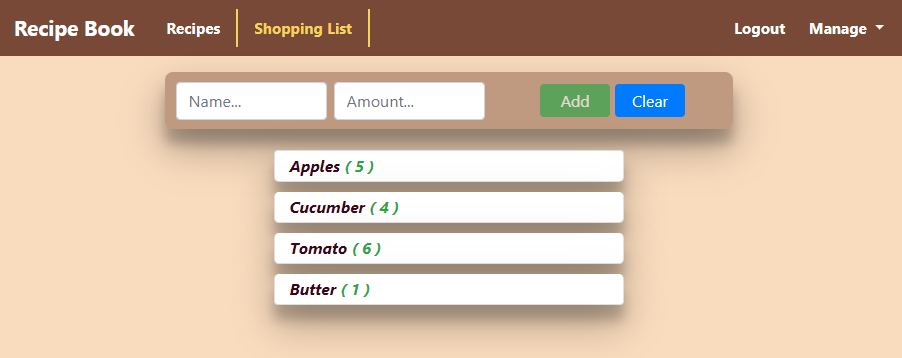 Recipe Book Recipes Shopping List Logout Manage
Name... Amount... Add Clear
Apples ( 5 )
Cucumber ( 4 )
Tomato ( 6 )
Butter ( 1 )